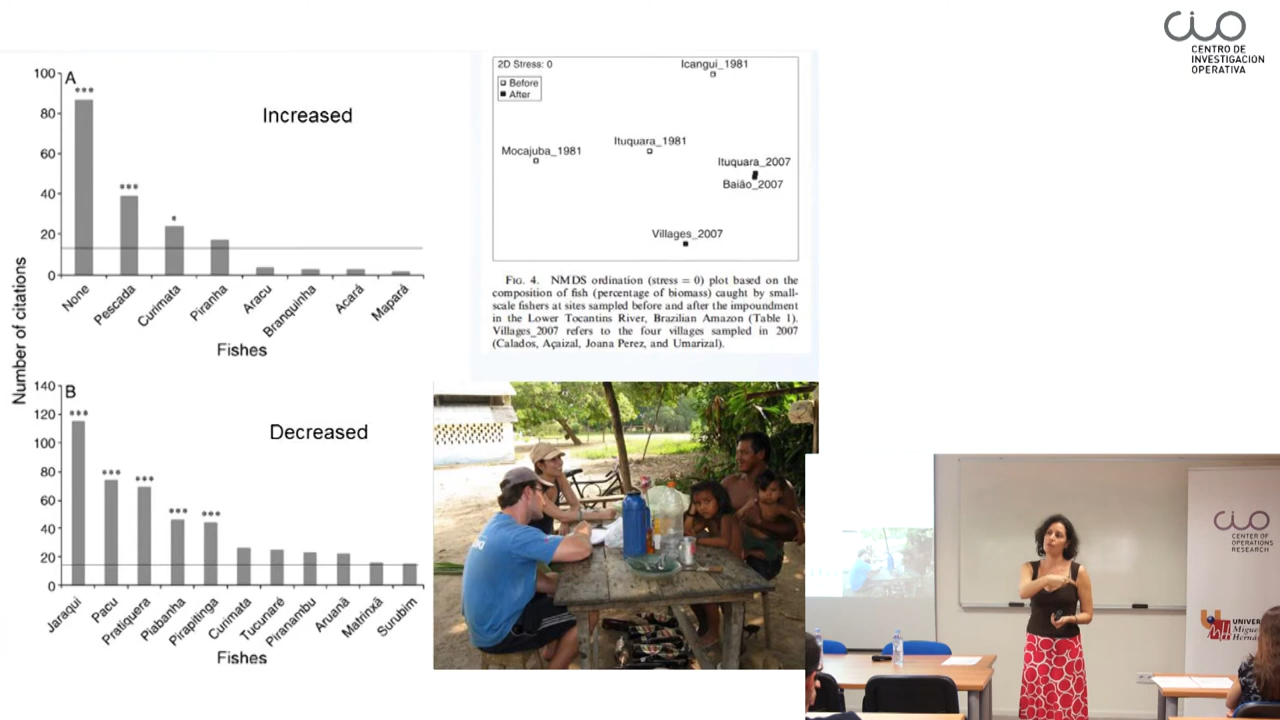 CIO
CENTRO DE
INVESTIGACION
OPERATIVA
A
Increased
100
80
60
40
20
0
***
***
*
None
Pescada
Curimata
Piranha
Aracu
Branquinha
Acará
Mapará
Fishes
Number of citations
B
Decreased
140
120
100
80
60
40
20
0
***
***
***
***
***
Jaraqui
Pacu
Pratiquera
Piabanha
Pirapitinga
Curimata
Tucunaré
Piranambu
Aruanã
Matrinxã
Surubim
Fishes
2D Stress: 0
Before
After
Icangui_1981
Mocajuba_1981
Ituquara_1981
Ituquara_2007
Baião_2007
Villages_2007
FIG. 4. NMDS ordination (stress = 0) plot based on the
composition of fish (percentage of biomass) caught by small-
scale fishers at sites sampled before and after the impoundment
in the Lower Tocantins River, Brazilian Amazon (Table 1).
Villages_2007 refers to the four villages sampled in 2007
(Calados, Açaizal, Joana Perez, and Umarizal).
CIO
CENTER OF
OPERATIONS
RESEARCH